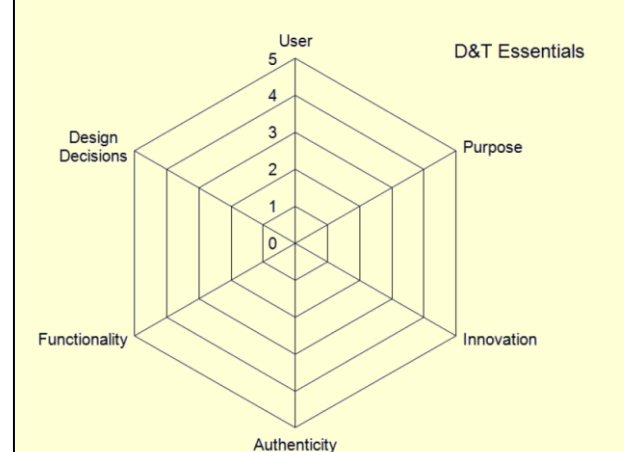 User
D&T Essentials
5
4
3
2
1
0
Design
Decisions
Purpose
Functionality
Innovation
Authenticity